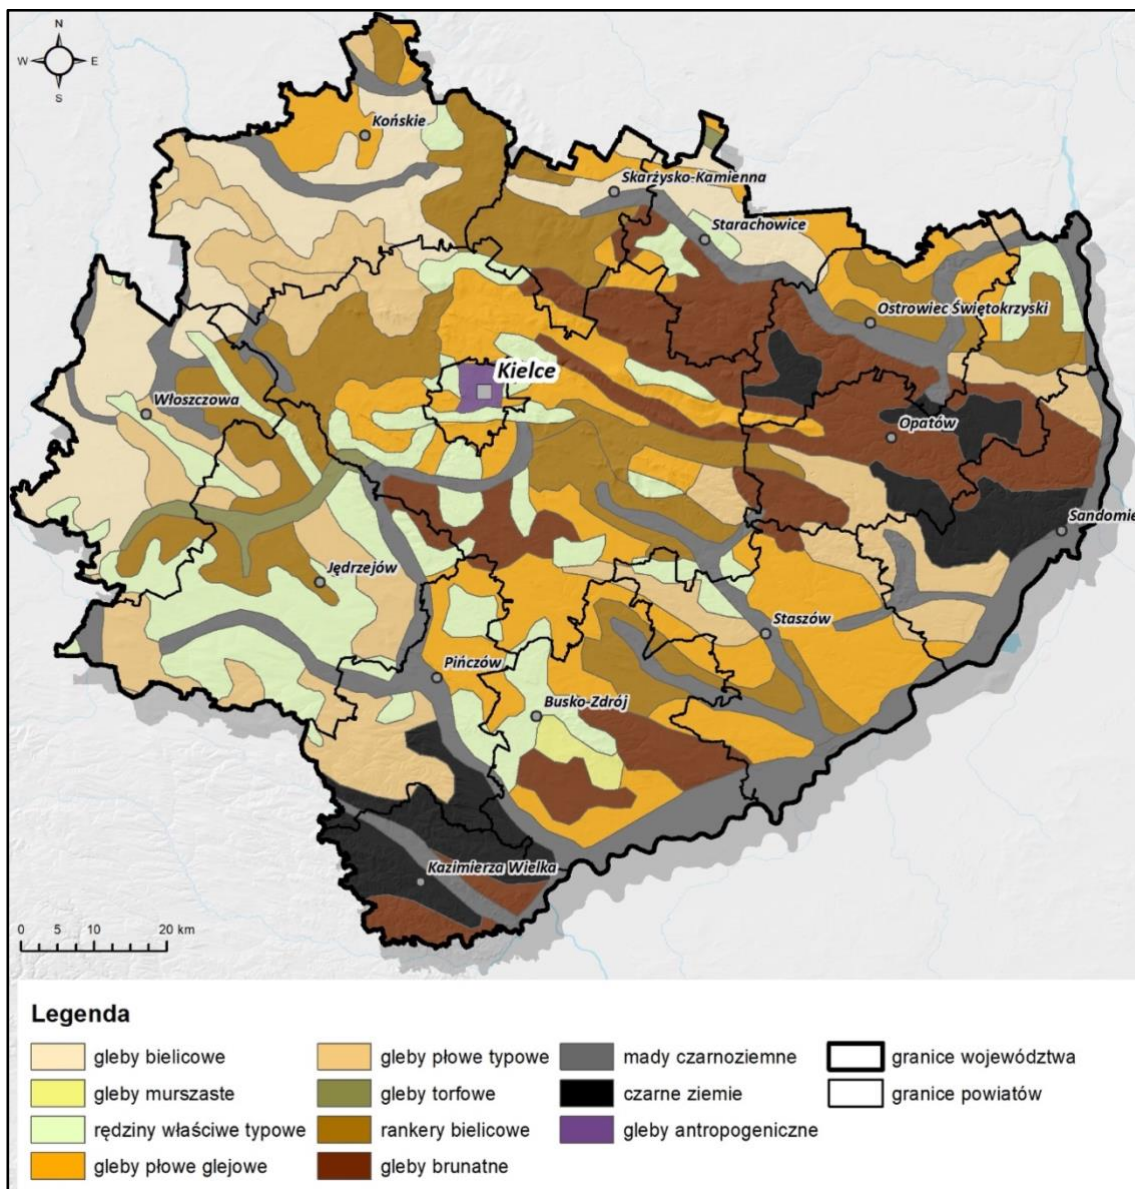 N
W E
S
Końskie
Skarżysko-Kamienna
Starachowice
Ostrowiec Świętokrzyski
Kielce
Włoszczowa
Opatów
Sandomie
Jędrzejów
Staszów
Pińczów
Busko-Zdrój
Kazimierza Wielka
0 5 10 20 km
Legenda
gleby bielicowe gleby płowe typowe mady czarnoziemne granice województwa
gleby murszaste gleby torfowe czarne ziemie granice powiatów
rędziny właściwe typowe rankery bielicowe gleby antropogeniczne
gleby płowe glejowe gleby brunatne